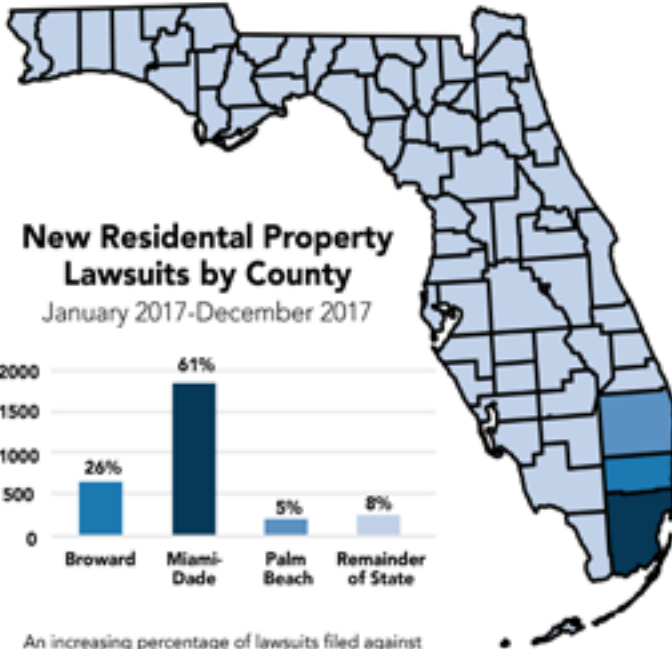 New Residential Property
Lawsuits by County
January 2017-December 2017
2000
1500
1000
500
0
61%
26%
5%
8%
Broward
Miami-
Dade
Palm
Beach
Remainder
of State
An increasing percentage of lawsuits filed against